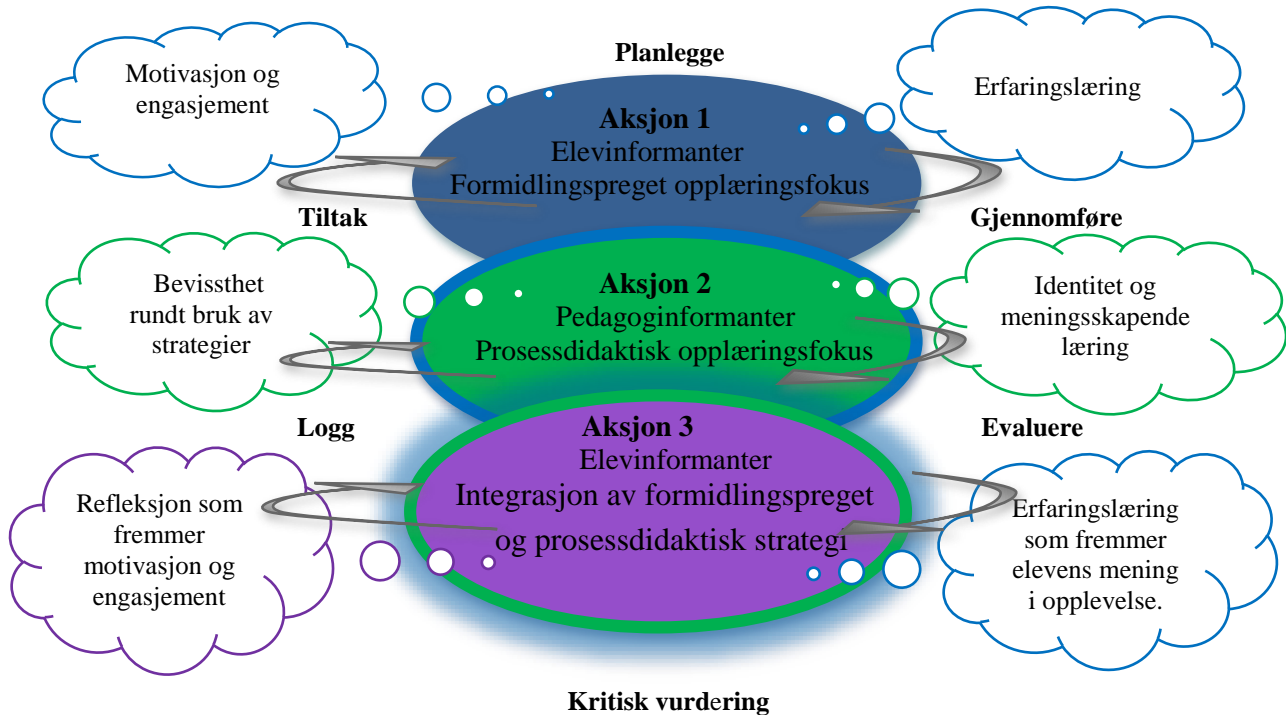 Planlegge
Motivasjon og
engasjement
Erfaringslæring
Aksjon 1
Elevinformanter
Formidlingspreget opplæringsfokus
Tiltak
Gjennomføre
Bevissthet
rundt bruk av
strategier
Aksjon 2
Pedagoginformanter
Prosessdidaktisk opplæringsfokus
Identitet og
meningsskapende
læring
Logg
Evaluere
Aksjon 3
Elevinformanter
Integrasjon av formidlingspreget
og prosessdidaktisk strategi
Refleksjon som
fremmer
motivasjon og
engasjement
Erfaringslæring
som fremmer
elevens mening
i opplevelse.
Kritisk vurdering